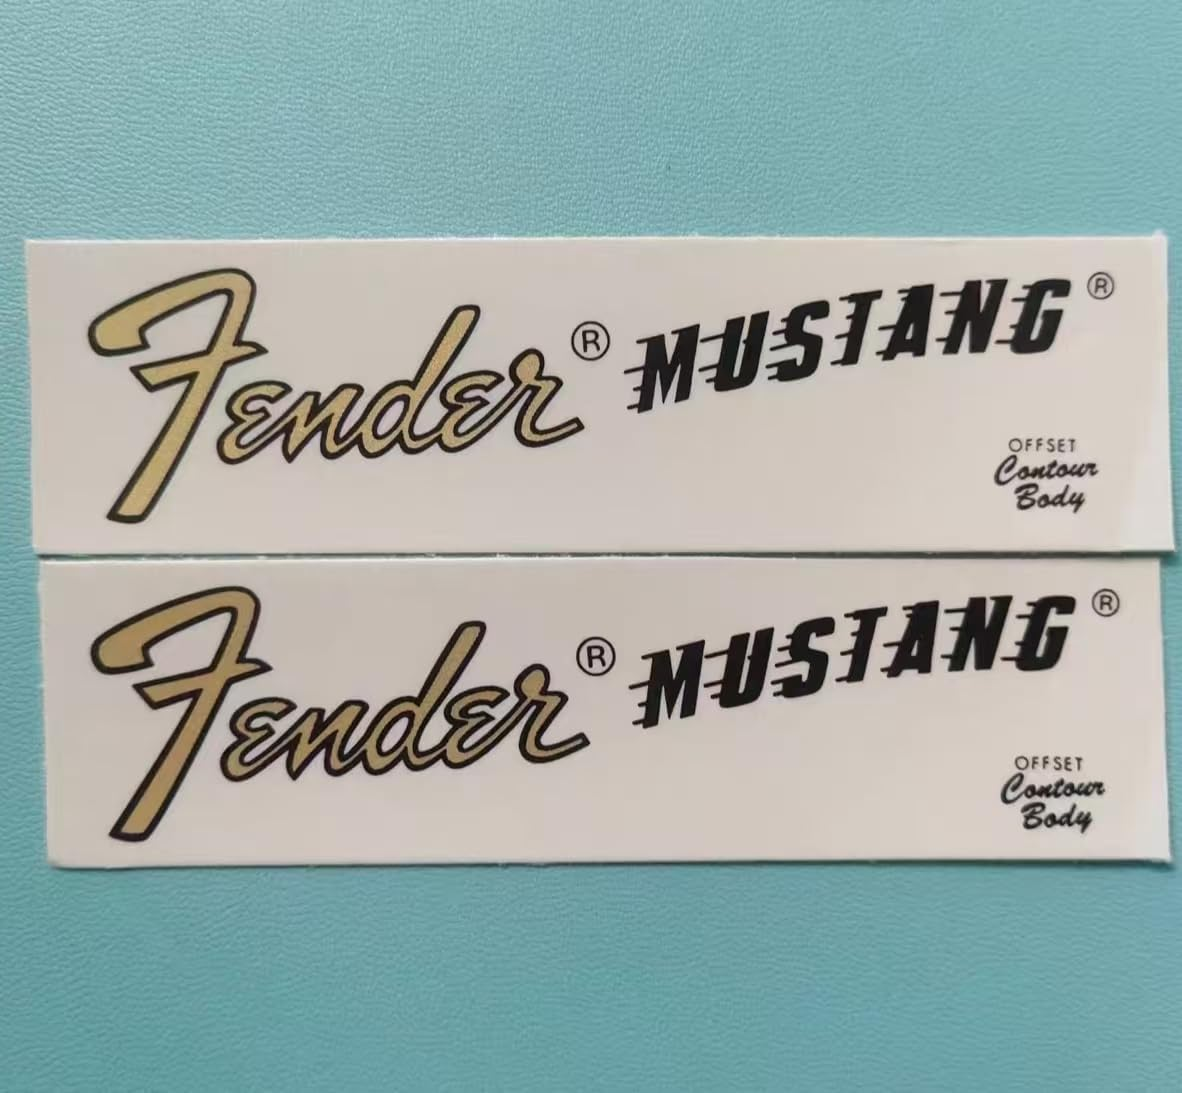 Fender® MUSTANG®
OFFSET
Contour
Body
Fender® MUSTANG®
OFFSET
Contour
Body